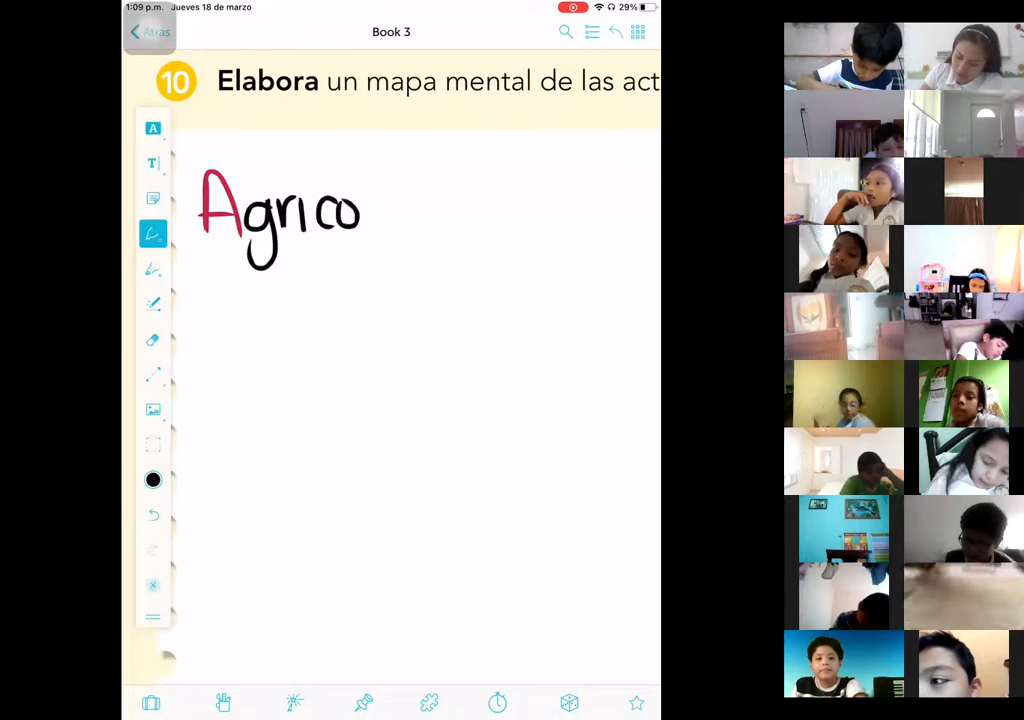 1:09 p.m. Jueves 18 de marzo
29%
Atrás
Book 3
10 Elabora un mapa mental de las act
A
T
Agrico